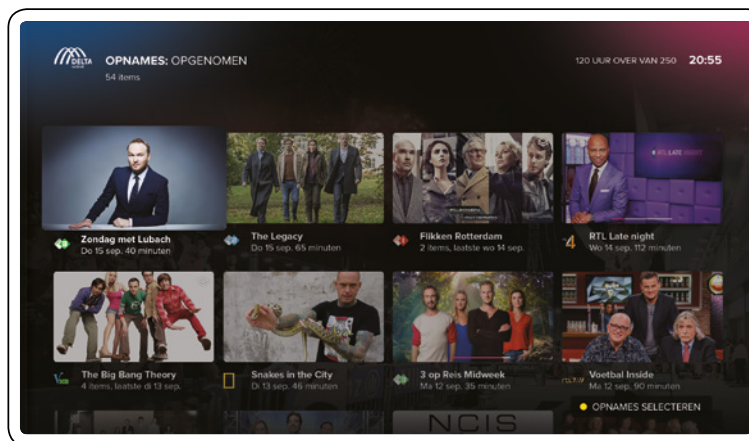 DELTA
OPNAMES: OPGENOMEN
54 items
120 UUR OVER VAN 250 20:55
RTL LATE NIGHT
Zondag met Lubach
Do 15 sep. 40 minuten
The Legacy
Do 15 sep. 65 minuten
Flikken Rotterdam
2 items, laatste wo 14 sep.
4
RTL Late night
Wo 14 sep. 112 minuten
The Big Bang Theory
4 items, laatste di 13 sep.
Snakes in the City
Di 13 sep. 46 minuten
3 op Reis Midweek
Ma 12 sep. 35 minuten
Voetbal Inside
Ma 12 sep. 90 minuten
OPNAMES SELECTEREN
NCIS